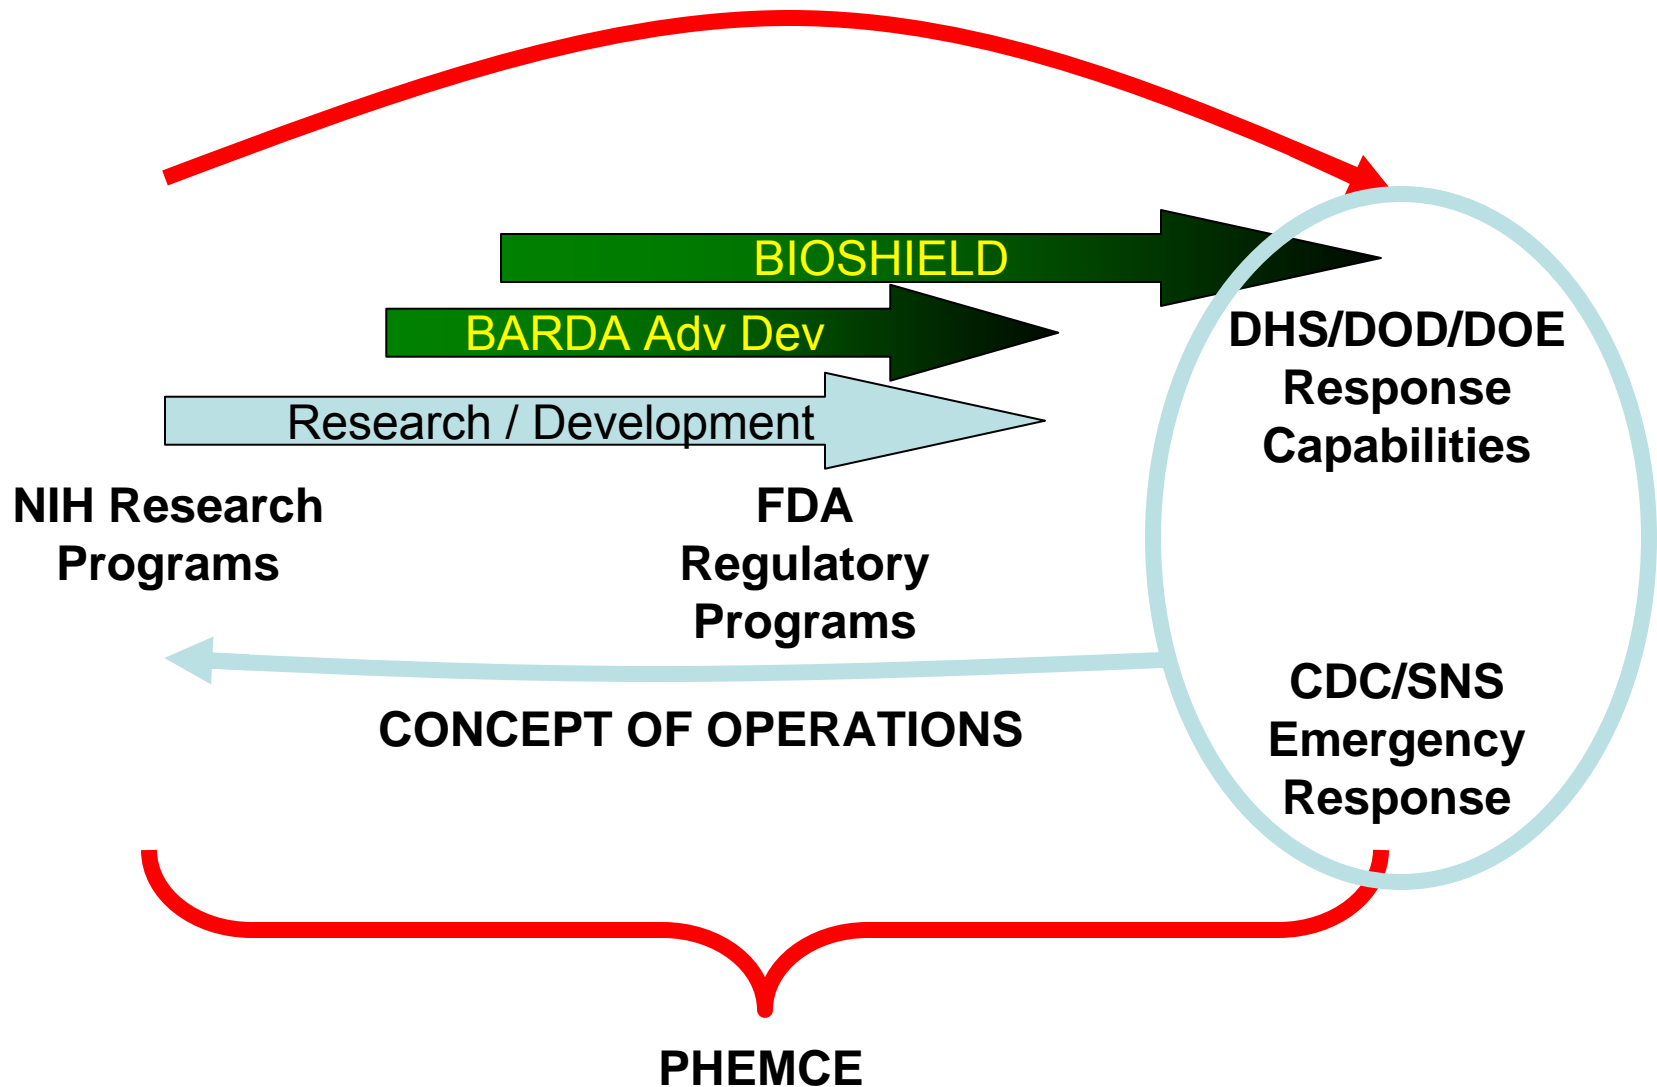 BIOSHIELD
BARDA Adv Dev
Research / Development
NIH Research
Programs
FDA
Regulatory
Programs
DHS/DOD/DOE
Response
Capabilities
CONCEPT OF OPERATIONS
CDC/SNS
Emergency
Response
PHEMCE